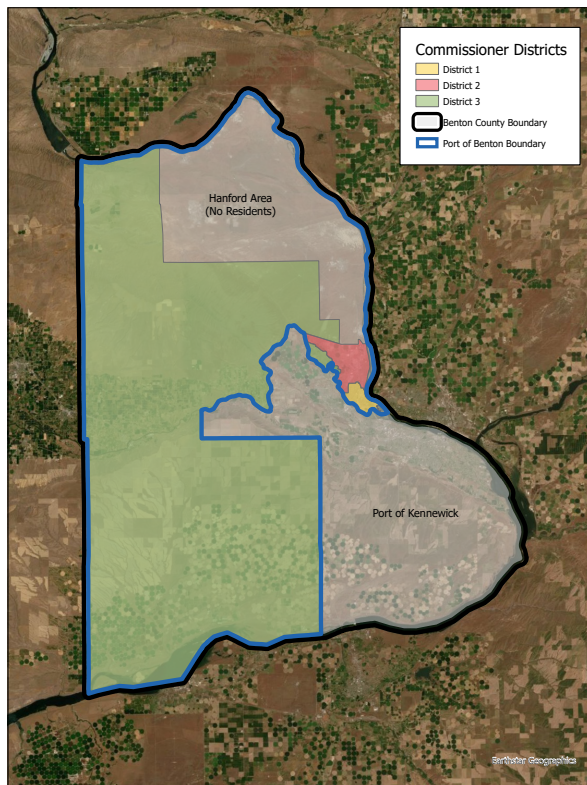 Commissioner Districts
District 1
District 2
District 3
Benton County Boundary
Port of Benton Boundary
Hanford Area
(No Residents)
Port of Kennewick
Earthstar Geographics